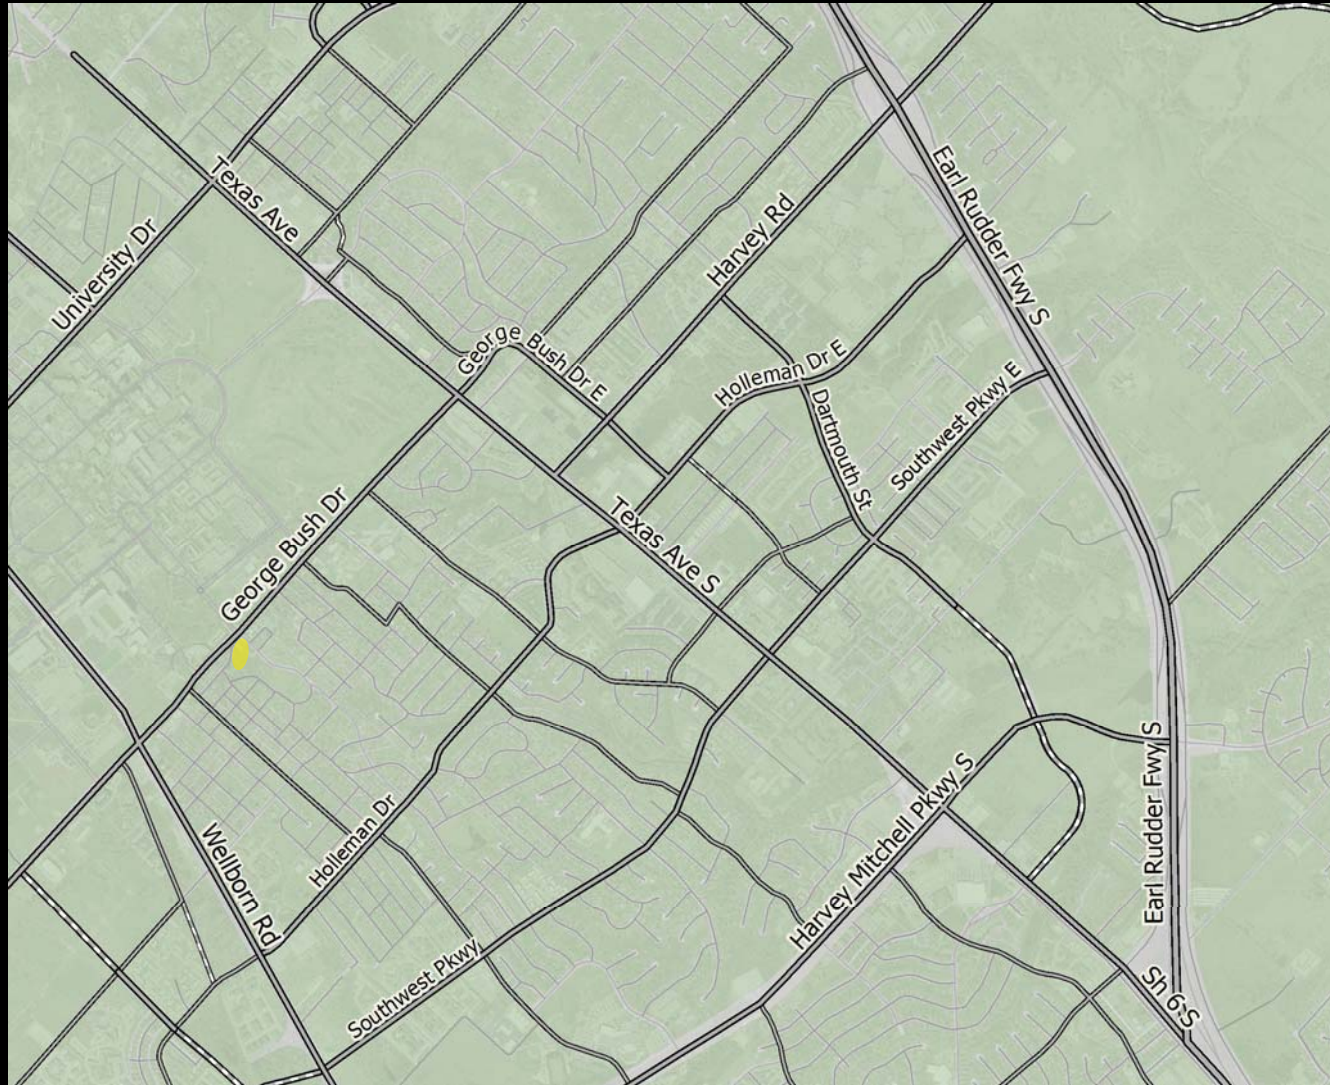 Texas Ave
University Dr
Earl Rudder Fwy S
Harvey Rd
George Bush Dr E
Holleman Dr E
Southwest Pkwy E
Dartmouth St
George Bush Dr
Texas Ave S
Earl Rudder Fwy S
Harvey Mitchell Pkwy S
Holleman Dr
Wellborn Rd
Southwest Pkwy
Sh 6 S